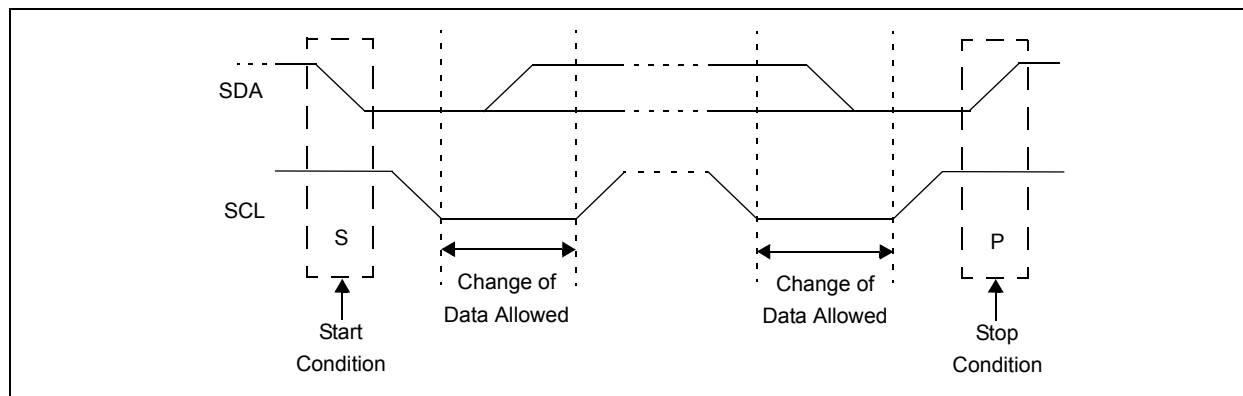 SDA
SCL
S
P
Change of
Data Allowed
Change of
Data Allowed
Start
Condition
Stop
Condition